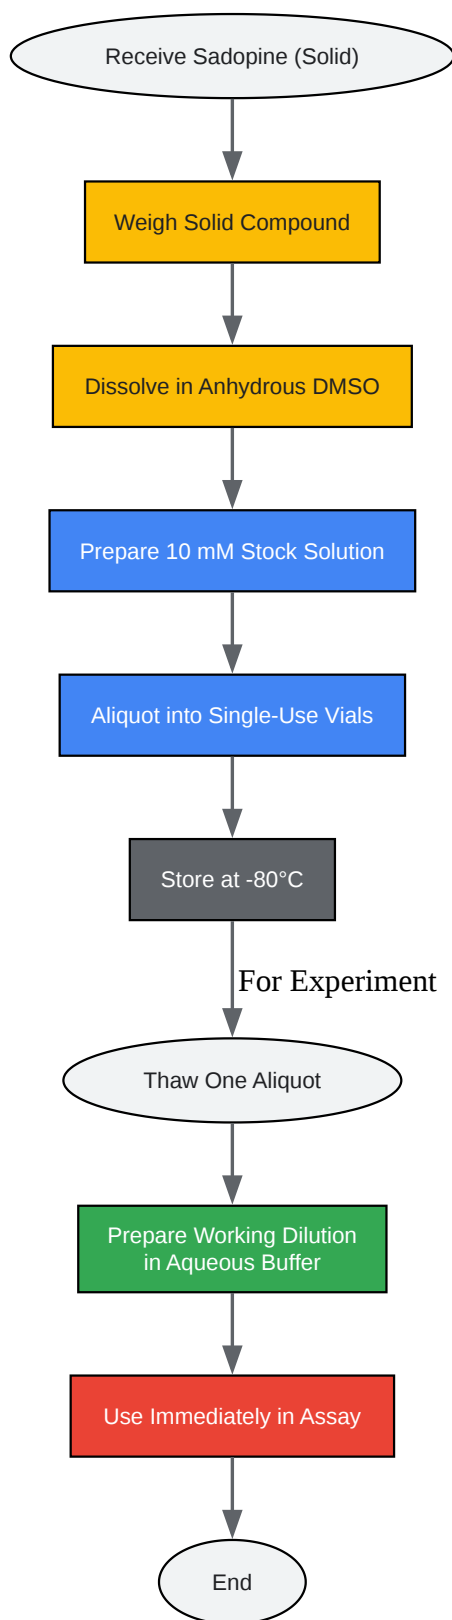 Receive Sadopine (Solid)
Weigh Solid Compound
Dissolve in Anhydrous DMSO
Prepare 10 mM Stock Solution
Aliquot into Single-Use Vials
Store at -80°C
For Experiment
Thaw One Aliquot
Prepare Working Dilution
in Aqueous Buffer
Use Immediately in Assay
End